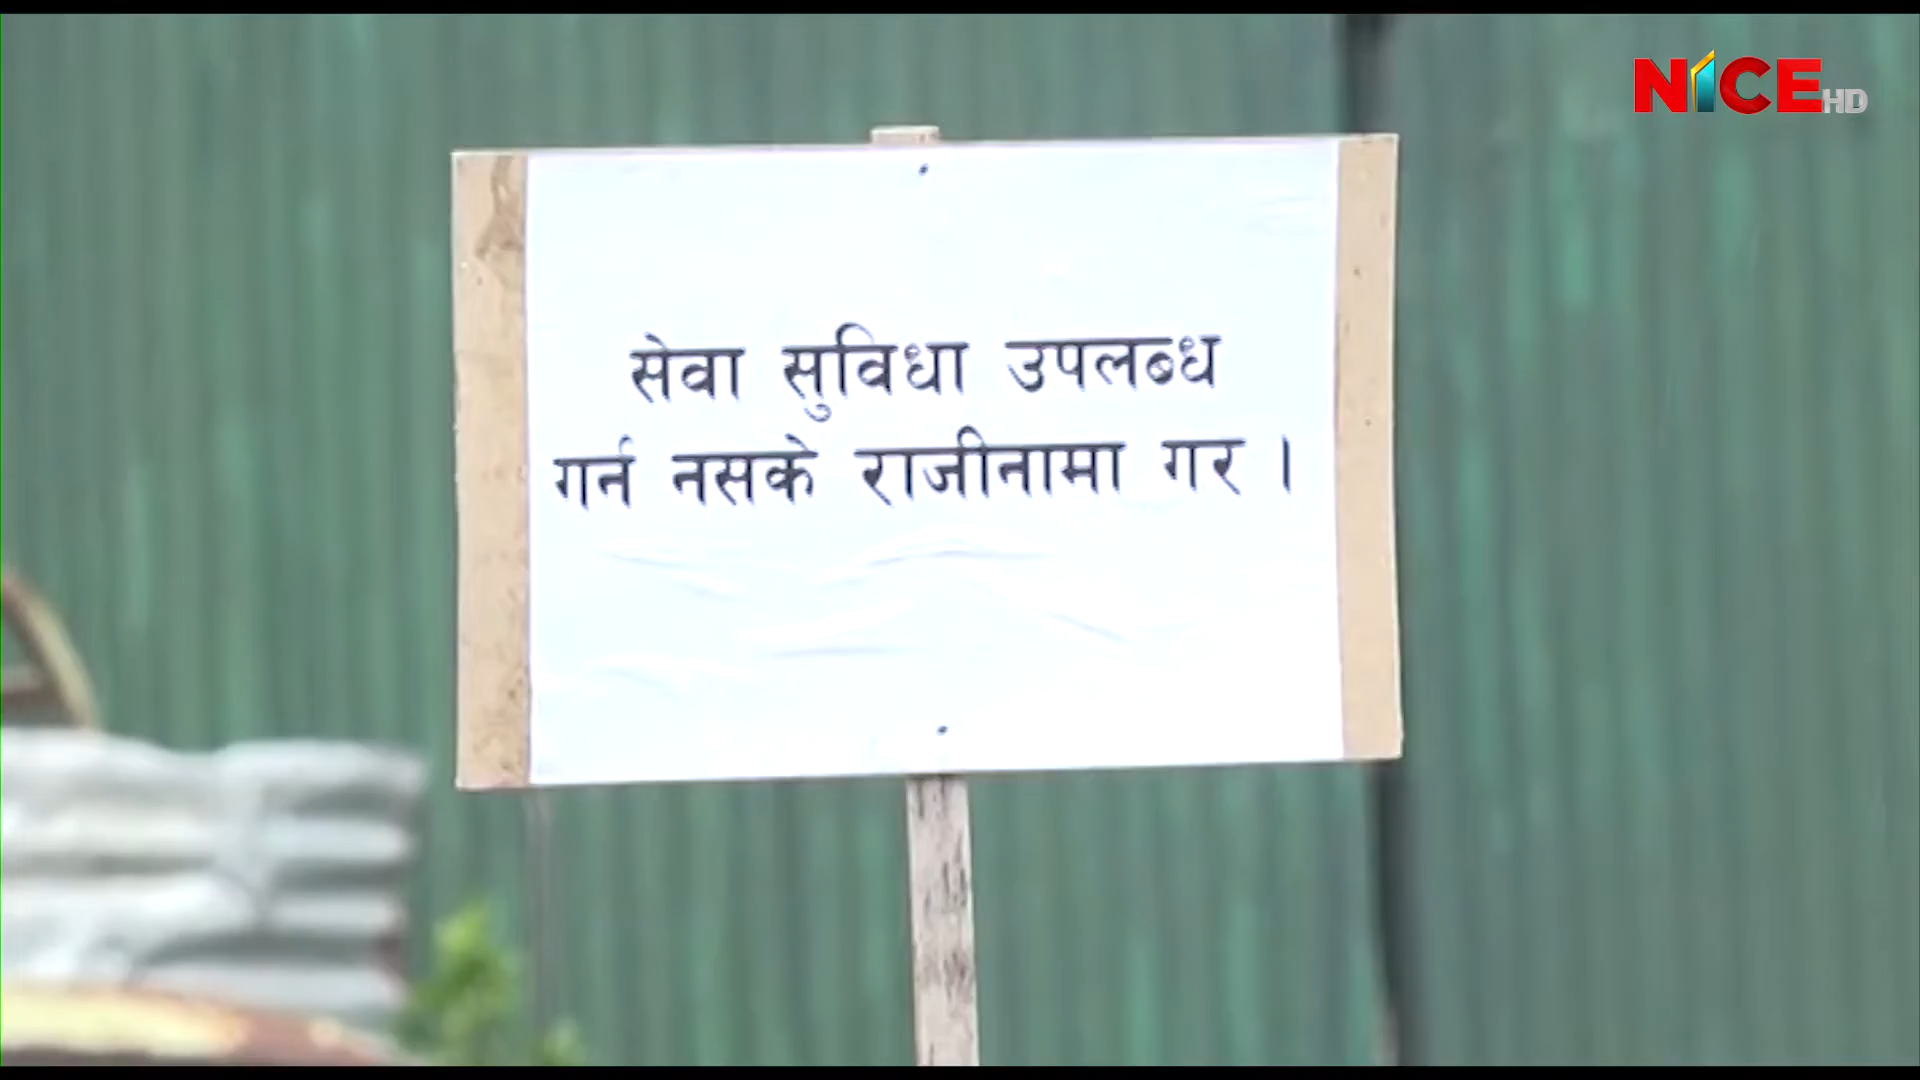 NICE HD
सेवा सुविधा उपलब्ध
गर्न नसके राजीनामा गर ।